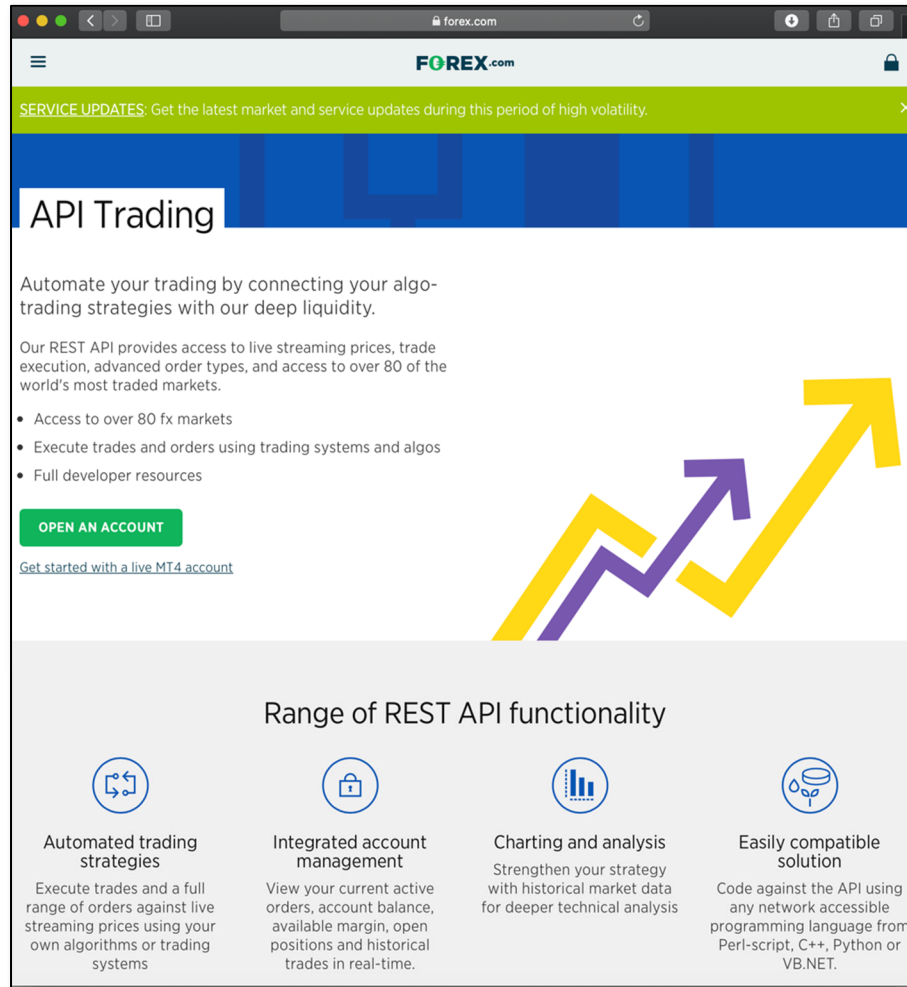 forex.com
FOREX.com
SERVICE UPDATES: Get the latest market and service updates during this period of high volatility.
API Trading
Automate your trading by connecting your algo-
trading strategies with our deep liquidity.
Our REST API provides access to live streaming prices, trade
execution, advanced order types, and access to over 80 of the
world's most traded markets.
• Access to over 80 fx markets
• Execute trades and orders using trading systems and algos
• Full developer resources
OPEN AN ACCOUNT
Get started with a live MT4 account
Range of REST API functionality
Automated trading
strategies
Execute trades and a full
range of orders against live
streaming prices using your
own algorithms or trading
systems
Integrated account
management
View your current active
orders, account balance,
available margin, open
positions and historical
trades in real-time.
Charting and analysis
Strengthen your strategy
with historical market data
for deeper technical analysis
Easily compatible
solution
Code against the API using
any network accessible
programming language from
Perl-script, C++, Python or
VB.NET.